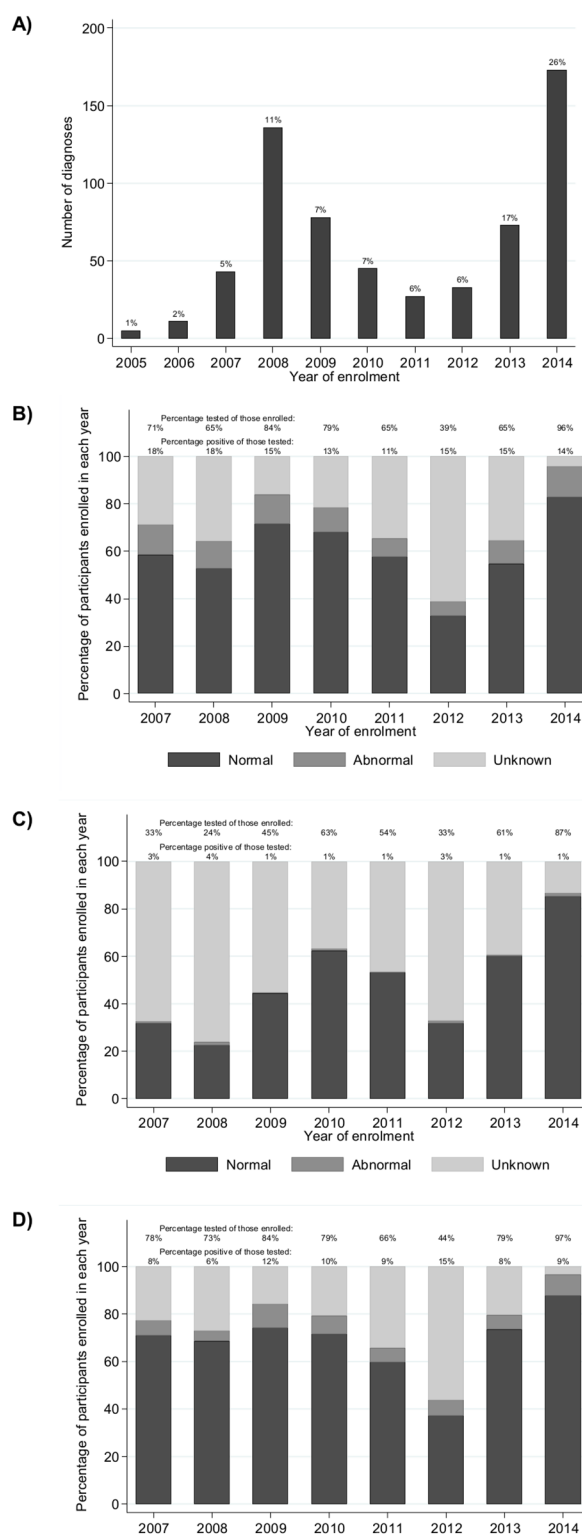 A)
Number of diagnoses
200
150
100
50
0
1%
2%
5%
11%
7%
7%
6%
6%
17%
26%
2005 2006 2007 2008 2009 2010 2011 2012 2013 2014
Year of enrolment
B)
Percentage of participants enrolled in each year
Percentage tested of those enrolled:
71% 65% 84% 79% 65% 39% 65% 96%
Percentage positive of those tested:
18% 18% 15% 13% 11% 15% 15% 14%
100
80
60
40
20
0
2007 2008 2009 2010 2011 2012 2013 2014
Year of enrolment
Normal Abnormal Unknown
C)
Percentage of participants enrolled in each year
Percentage tested of those enrolled:
33% 24% 45% 63% 54% 33% 61% 87%
Percentage positive of those tested:
3% 4% 1% 1% 1% 3% 1% 1%
100
80
60
40
20
0
2007 2008 2009 2010 2011 2012 2013 2014
Year of enrolment
Normal Abnormal Unknown
D)
Percentage of participants enrolled in each year
Percentage tested of those enrolled:
78% 73% 84% 79% 66% 44% 79% 97%
Percentage positive of those tested:
8% 6% 12% 10% 9% 15% 8% 9%
100
80
60
40
20
0
2007 2008 2009 2010 2011 2012 2013 2014